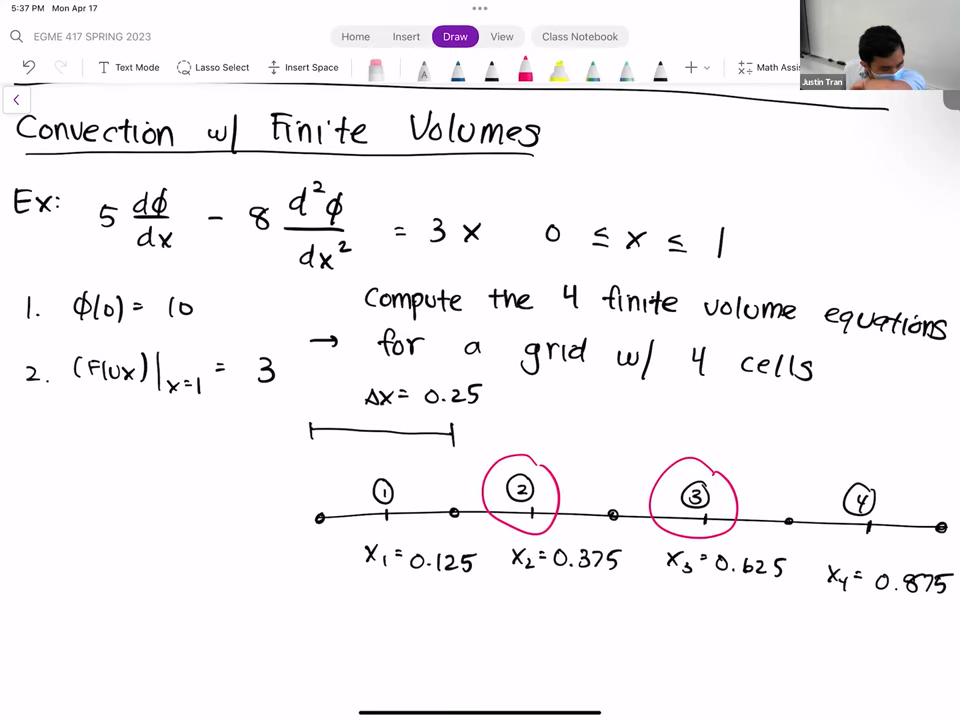 5:37 PM Mon Apr 17
EGME 417 SPRING 2023
Home Insert Draw View Class Notebook
Text Mode Lasso Select Insert Space Math Assis
Justin Tran
Convection w/ Finite Volumes
Ex: 5 dϕ/dx - 8 d²ϕ/dx² = 3x 0 ≤ x ≤ 1
1. ϕ(0) = 10
2. (Flux)|x=1 = 3
Compute the 4 finite volume equations
→ for a grid w/ 4 cells
Δx = 0.25
① ② ③ ④
x₁ = 0.125 x₂ = 0.375 x₃ = 0.625 x₄ = 0.875